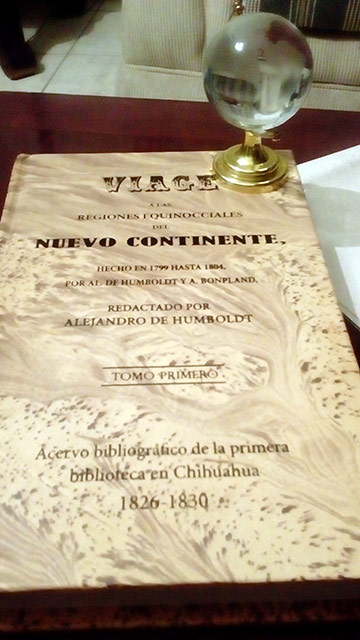 VIAGE
A LAS
REGIONES EQUINOCCIALES
DEL
NUEVO CONTINENTE,
HECHO EN 1799 HASTA 1804,
POR AL. DE HUMBOLDT Y A. BONPLAND,
REDACTADO POR
ALEJANDRO DE HUMBOLDT
TOMO PRIMERO
Acervo bibliográfico de la primera
biblioteca en Chihuahua
1826-1830